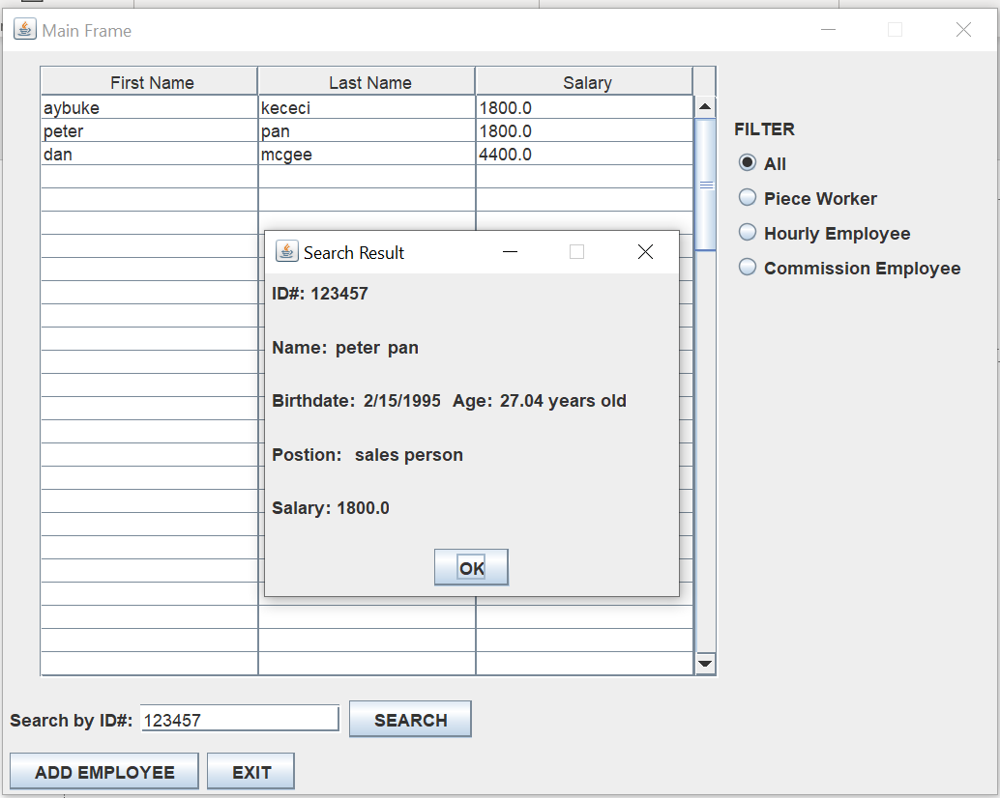 Main Frame
First Name Last Name Salary
aybuke kececi 1800.0
peter pan 1800.0
dan mcgee 4400.0
FILTER
All
Piece Worker
Hourly Employee
Commission Employee
Search Result
ID#: 123457
Name: peter pan
Birthdate: 2/15/1995 Age: 27.04 years old
Postion: sales person
Salary: 1800.0
OK
Search by ID#: 123457 SEARCH
ADD EMPLOYEE EXIT